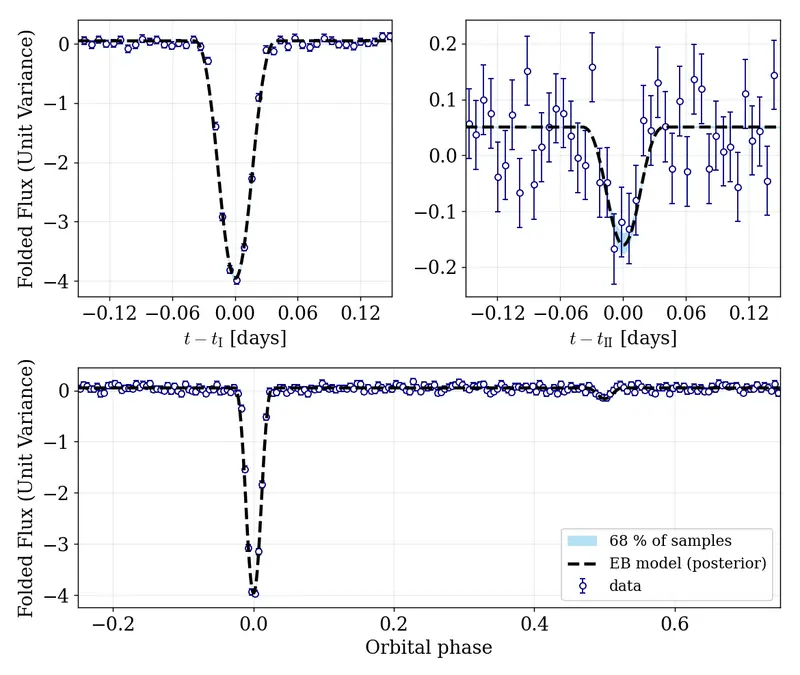 Folded Flux (Unit Variance)
0
−1
−2
−3
−4
−0.12 −0.06 0.00 0.06 0.12
t − tI [days]
0.2
0.1
0.0
−0.1
−0.2
−0.12 −0.06 0.00 0.06 0.12
t − tII [days]
Folded Flux (Unit Variance)
0
−1
−2
−3
−4
68 % of samples
EB model (posterior)
data
−0.2 0.0 0.2 0.4 0.6
Orbital phase